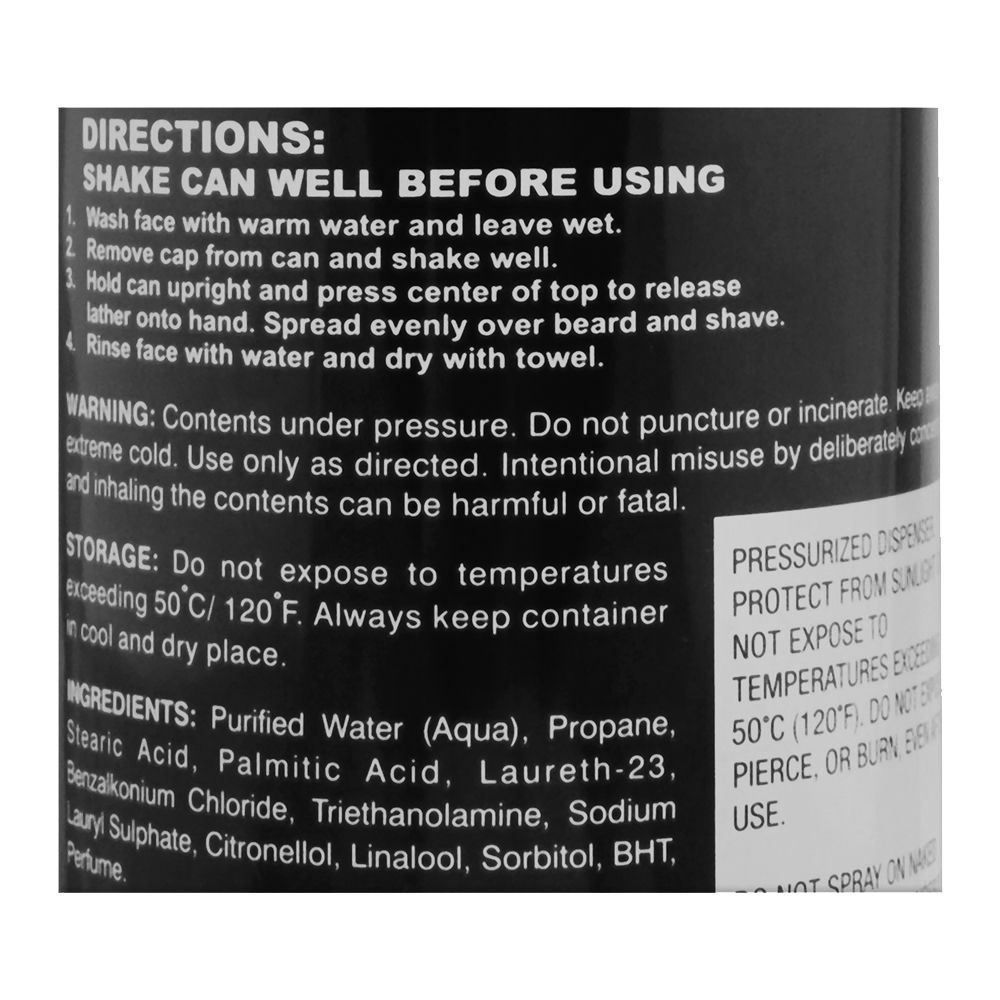 DIRECTIONS:
SHAKE CAN WELL BEFORE USING
1. Wash face with warm water and leave wet.
2. Remove cap from can and shake well.
3. Hold can upright and press center of top to release
lather onto hand. Spread evenly over beard and shave.
4. Rinse face with water and dry with towel.
WARNING: Contents under pressure. Do not puncture or incinerate. Keep
extreme cold. Use only as directed. Intentional misuse by deliberately
and inhaling the contents can be harmful or fatal.
STORAGE: Do not expose to temperatures
exceeding 50°C/ 120°F. Always keep container
in cool and dry place.
INGREDIENTS: Purified Water (Aqua), Propane,
Stearic Acid, Palmitic Acid, Laureth-23,
Benzalkonium Chloride, Triethanolamine, Sodium
Lauryl Sulphate, Citronellol, Linalool, Sorbitol, BHT,
Perfume.
PRESSURIZED DISPENSER.
PROTECT FROM SUNLIGHT
NOT EXPOSE TO
TEMPERATURES
50°C (120°F). DO NOT
PIERCE, OR BURN, EVEN
USE.
DO NOT SPRAY ON NAKED